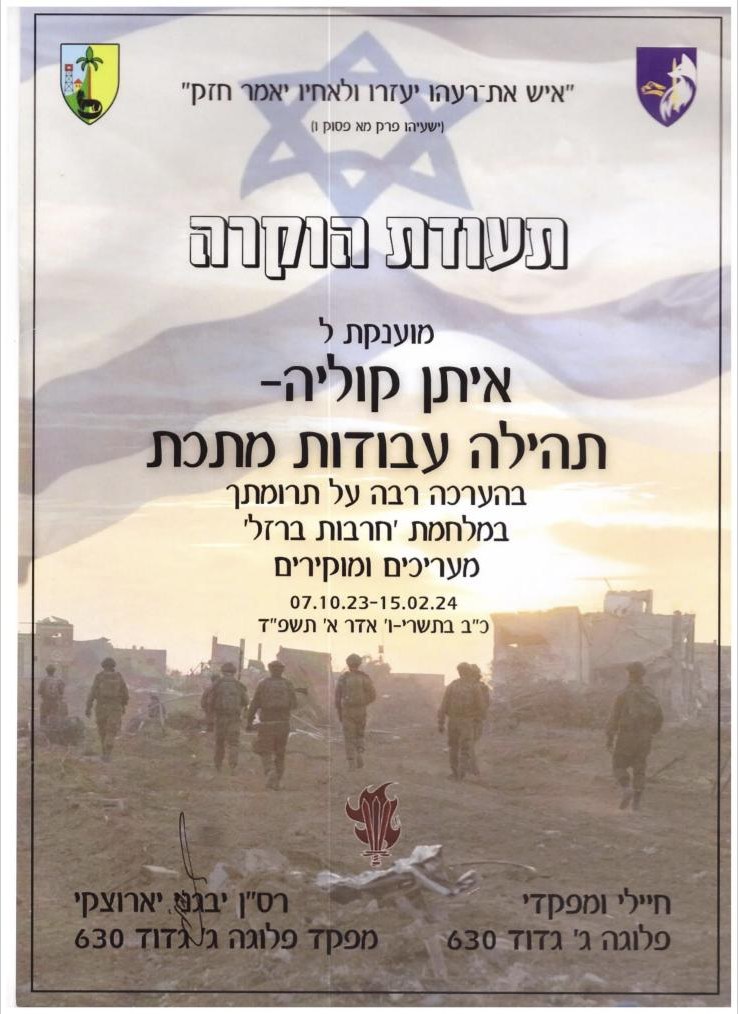 "איש את־רעהו יעזרו ולאחיו יאמר חזק"
(ישעיהו פרק מא פסוק ו)
תעודת הוקרה
מוענקת ל
איתן קוליה-
תהילה עבודות מתכת
בהערכה רבה על תרומתך
במלחמת 'חרבות ברזל'
מעריכים ומוקירים
07.10.23-15.02.24
כ"ב בתשרי-ו' אדר א' תשפ"ד
חיילי ומפקדי
פלוגה ג' גדוד 630
רס"ן יבגני יארוצקי
מפקד פלוגה ג' גדוד 630